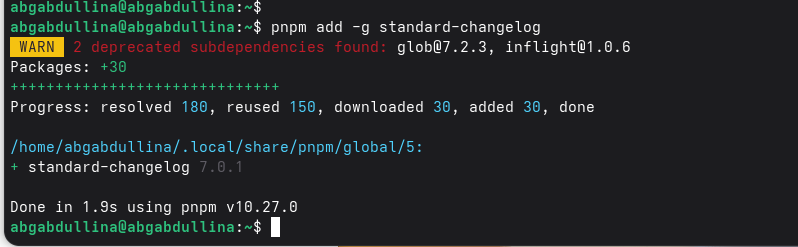 abgabdullina@abgabdullina:~$
abgabdullina@abgabdullina:~$ pnpm add -g standard-changelog
WARN 2 deprecated subdependencies found: glob@7.2.3, inflight@1.0.6
Packages: +30
++++++++++++++++++++++++++++++
Progress: resolved 180, reused 150, downloaded 30, added 30, done
/home/abgabdullina/.local/share/pnpm/global/5:
+ standard-changelog 7.0.1
Done in 1.9s using pnpm v10.27.0
abgabdullina@abgabdullina:~$